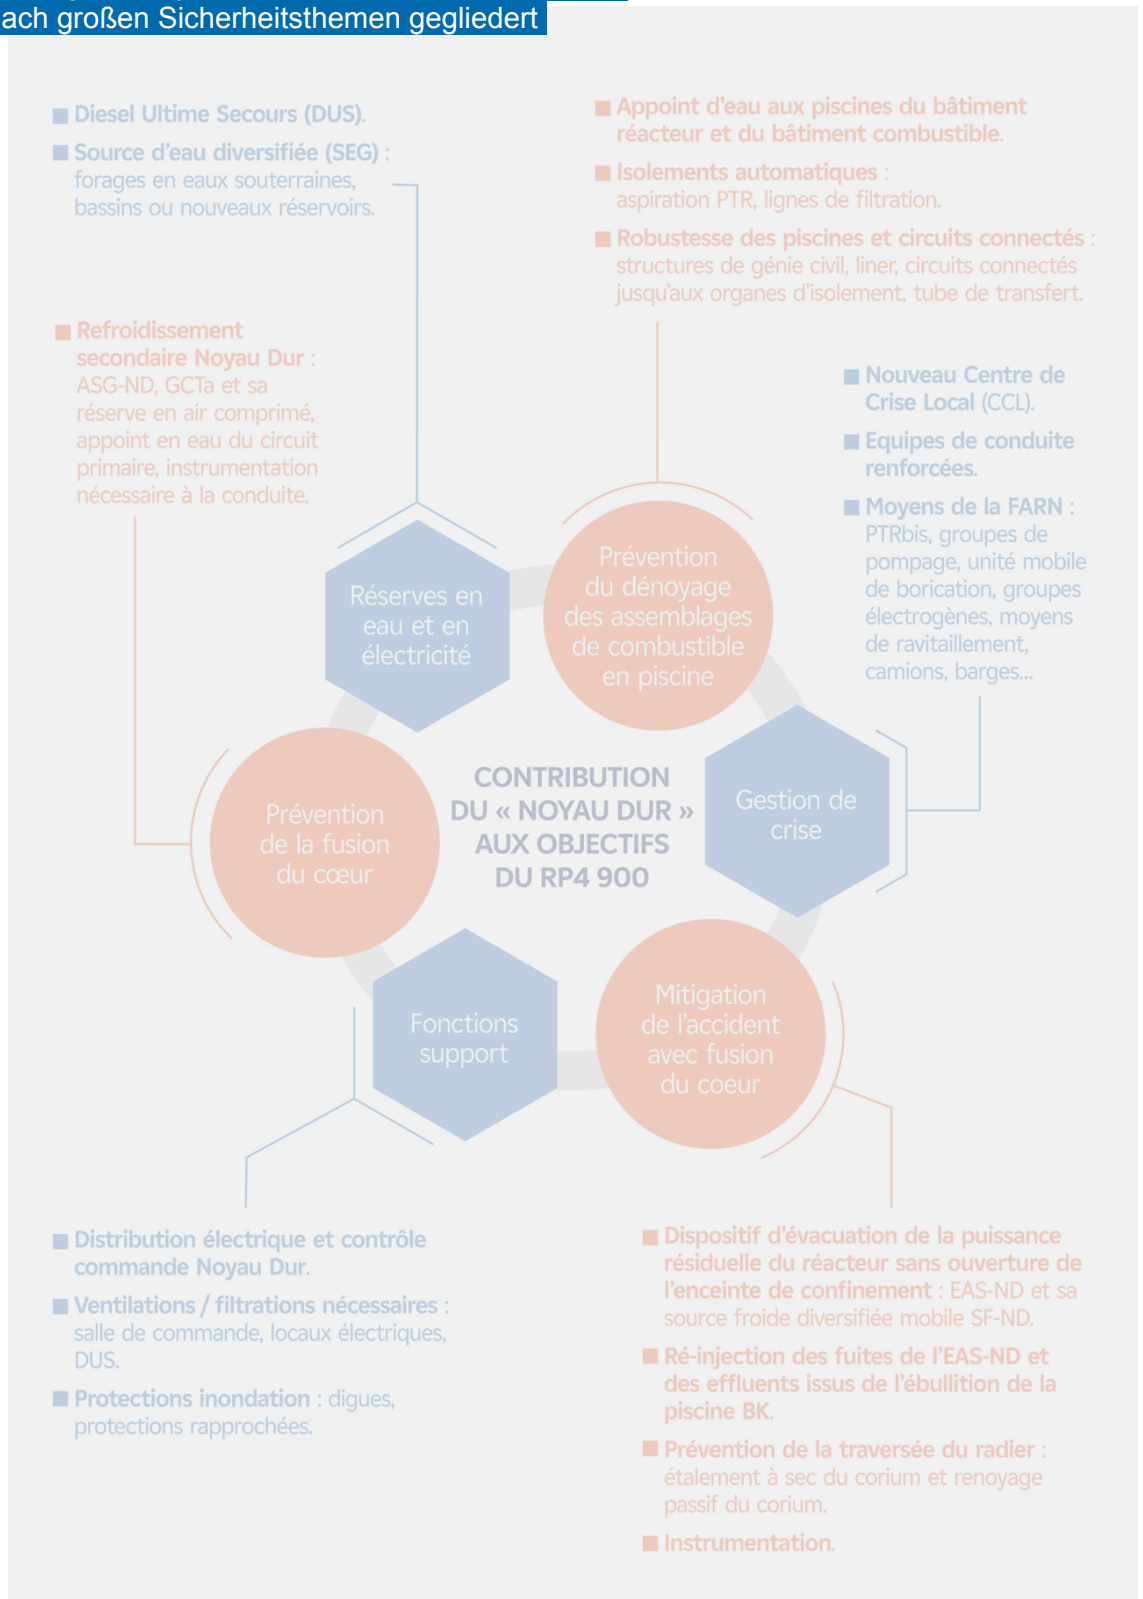 ach großen Sicherheitsthemen gegliedert
■ Diesel Ultime Secours (DUS).
■ Source d'eau diversifiée (SEG) :
forages en eaux souterraines,
bassins ou nouveaux réservoirs.
■ Appoint d'eau aux piscines du bâtiment
réacteur et du bâtiment combustible.
■ Isolements automatiques :
aspiration PTR, lignes de filtration.
■ Robustesse des piscines et circuits connectés :
structures de génie civil, liner, circuits connectés
jusqu'aux organes d'isolement, tube de transfert.
■ Refroidissement
secondaire Noyau Dur :
ASG-ND, GCTa et sa
réserve en air comprimé,
appoint en eau du circuit
primaire, instrumentation
nécessaire à la conduite.
■ Nouveau Centre de
Crise Local (CCL).
■ Equipes de conduite
renforcées.
■ Moyens de la FARN :
PTRbis, groupes de
pompage, unité mobile
de borication, groupes
électrogènes, moyens
de ravitaillement,
camions, barges...
Réserves en
eau et en
électricité
Prévention
du dénoyage
des assemblages
de combustible
en piscine
Prévention
de la fusion
du cœur
CONTRIBUTION
DU « NOYAU DUR »
AUX OBJECTIFS
DU RP4 900
Gestion de
crise
Fonctions
support
Mitigation
de l'accident
avec fusion
du coeur
■ Distribution électrique et contrôle
commande Noyau Dur.
■ Ventilations / filtrations nécessaires :
salle de commande, locaux électriques,
DUS.
■ Protections inondation : digues,
protections rapprochées.
■ Dispositif d'évacuation de la puissance
résiduelle du réacteur sans ouverture de
l'enceinte de confinement : EAS-ND et sa
source froide diversifiée mobile SF-ND.
■ Ré-injection des fuites de l'EAS-ND et
des effluents issus de l'ébullition de la
piscine BK.
■ Prévention de la traversée du radier :
étalement à sec du corium et renoyage
passif du corium.
■ Instrumentation.